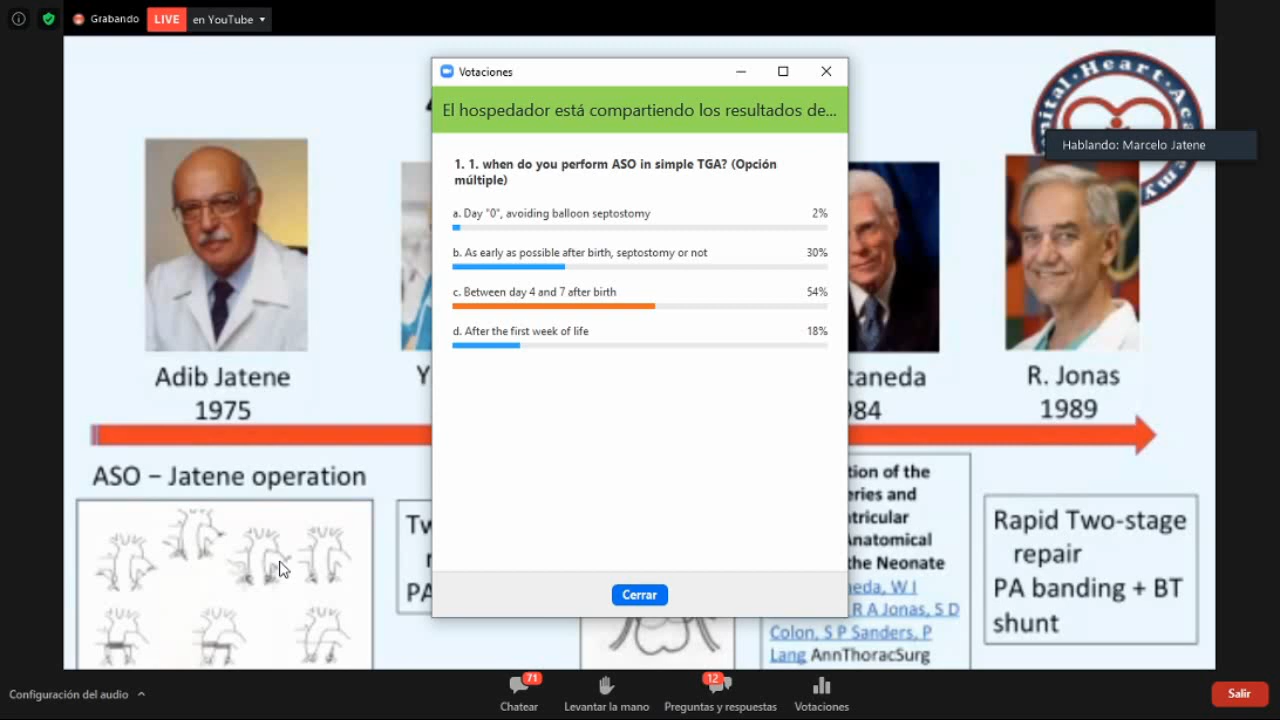 Grabando
LIVE
en YouTube
Votaciones
El hospedador está compartiendo los resultados de...
1. 1. when do you perform ASO in simple TGA? (Opción
múltiple)
a. Day "0", avoiding balloon septostomy 2%
b. As early as possible after birth, septostomy or not 30%
c. Between day 4 and 7 after birth 54%
d. After the first week of life 18%
Cerrar
Heart
Hablando: Marcelo Jatene
Adib Jatene
1975
Y
taneda
984
R. Jonas
1989
ASO – Jatene operation
Tw
PA
tion of the
eries and
tricular
Anatomical
the Neonate
neda, W I
R A Jonas, S D
Colon, S P Sanders, P
Lang AnnThoracSurg
Rapid Two-stage
repair
PA banding + BT
shunt
Configuración del audio
71
Chatear
Levantar la mano
12
Preguntas y respuestas
Votaciones
Salir